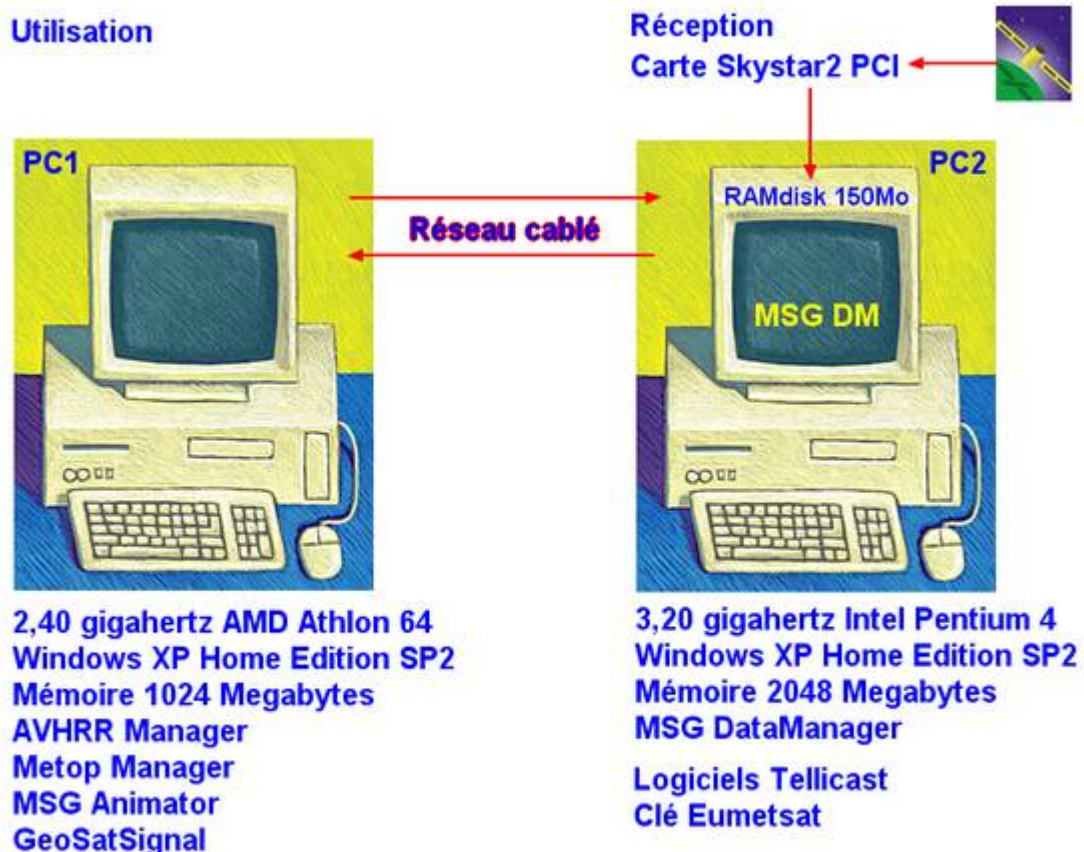 Utilisation
Réception
Carte Skystar2 PCI
PC1
PC2
RAMdisk 150Mo
Réseau cablé
MSG DM
2,40 gigahertz AMD Athlon 64
Windows XP Home Edition SP2
Mémoire 1024 Megabytes
AVHRR Manager
Metop Manager
MSG Animator
GeoSatSignal
3,20 gigahertz Intel Pentium 4
Windows XP Home Edition SP2
Mémoire 2048 Megabytes
MSG DataManager
Logiciels Tellicast
Clé Eumetsat